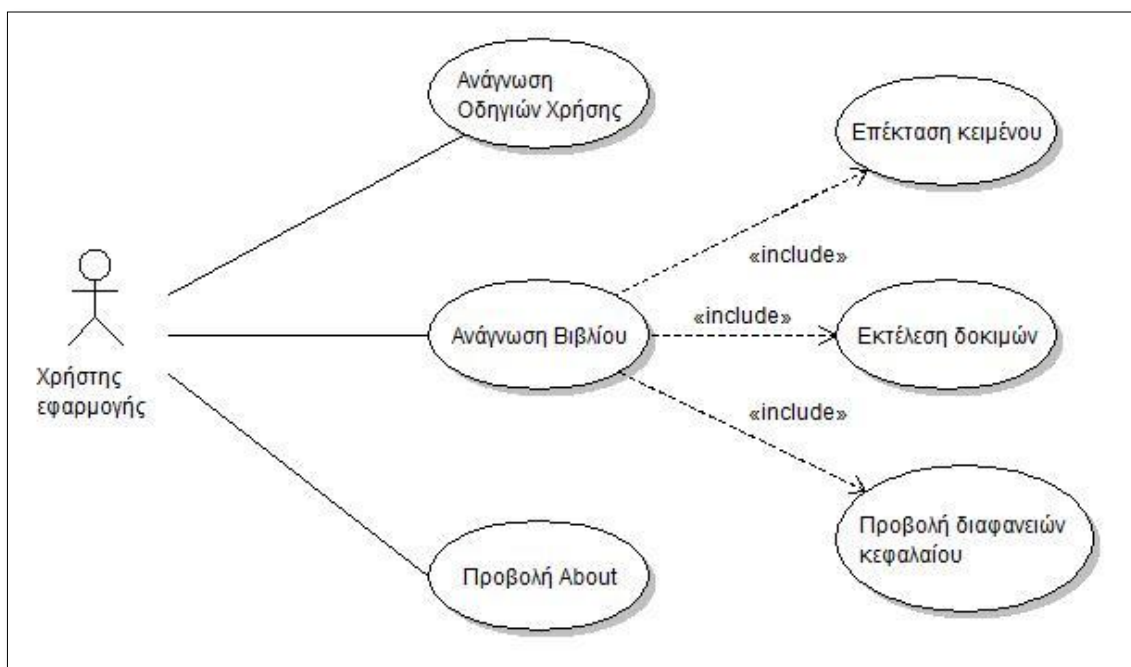 Ανάγνωση
Οδηγιών Χρήσης
Επέκταση κειμένου
«include»
Χρήστης
εφαρμογής
Ανάγνωση Βιβλίου
«include»
Εκτέλεση δοκιμών
«include»
Προβολή διαφανειών
κεφαλαίου
Προβολή About